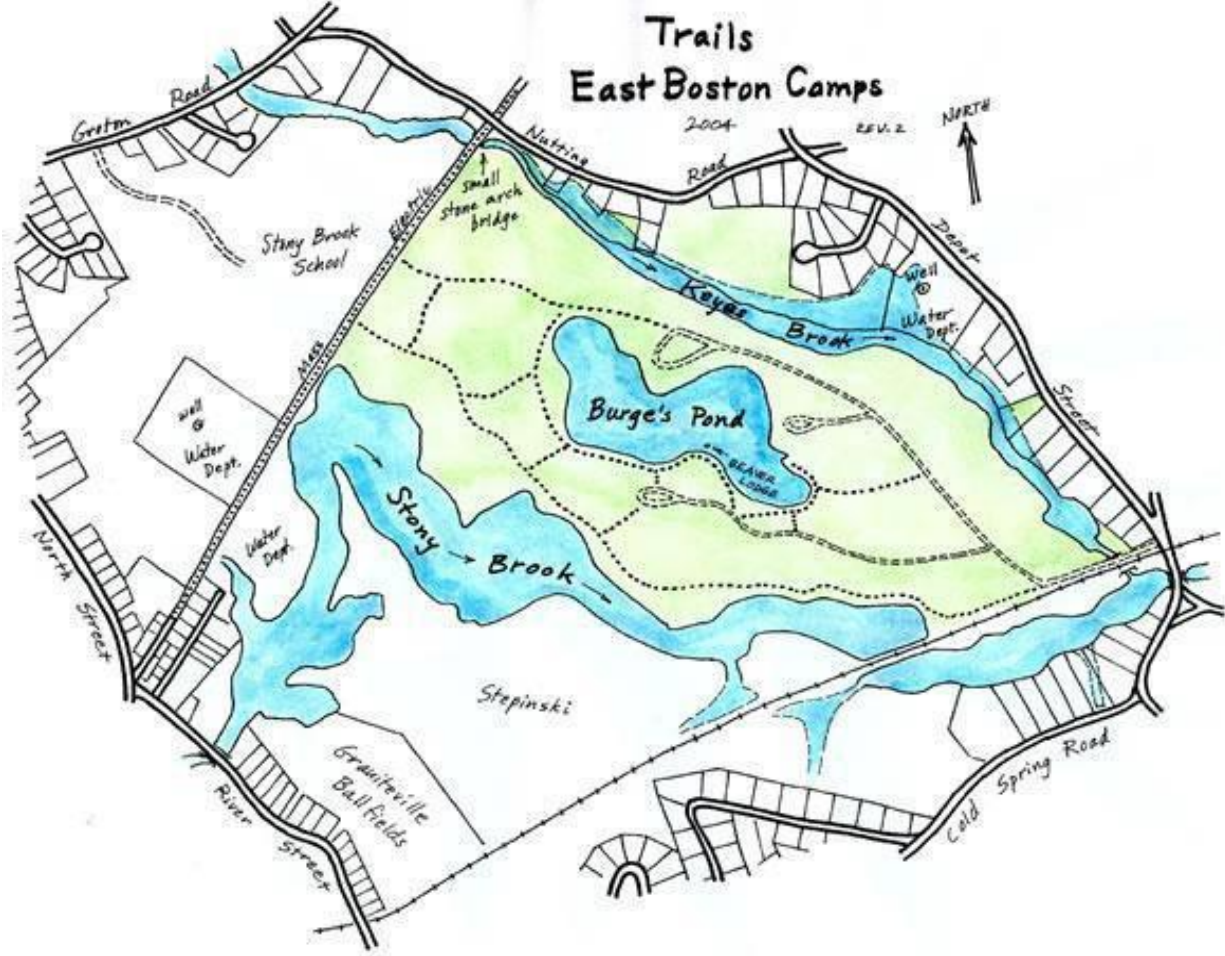 Trails
East Boston Camps
2004
REV. 2
NORTH
Groton
Road
Nutting
Road
small
stone arch
bridge
Mass
Electric
Stony Brook
School
Depot
Street
well
Water
Dept.
Keyes
Brook
Burge's Pond
BEAVER
LODGE
well
Water
Dept.
Water
Dept.
Stony
Brook
North
Street
Stepinski
Graniteville
Ballfields
River
Street
Cold
Spring
Road